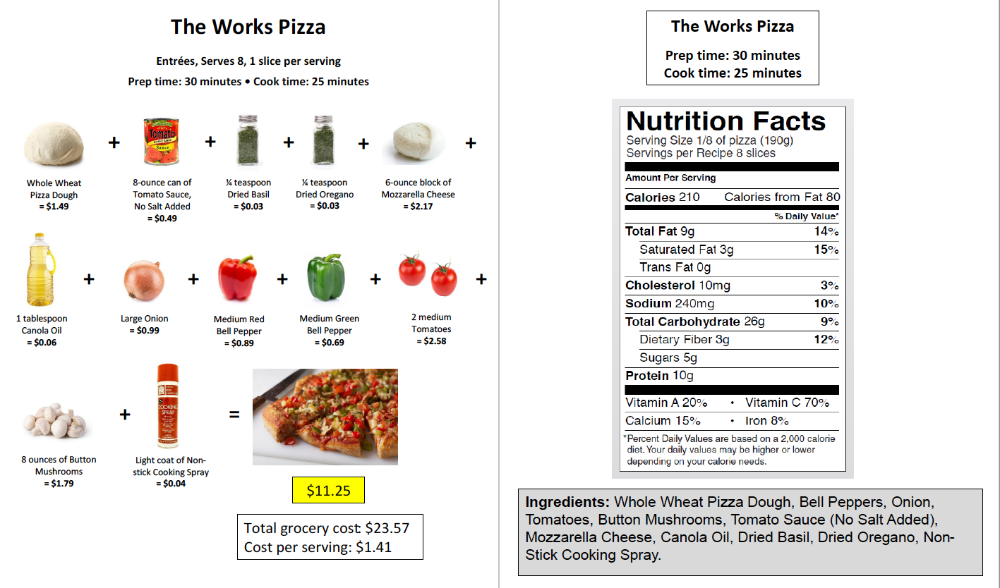 The Works Pizza
Entrées, Serves 8, 1 slice per serving
Prep time: 30 minutes • Cook time: 25 minutes
+ + + + +
Whole Wheat
Pizza Dough
= $1.49
Tomato
Sauce
8-ounce can of
Tomato Sauce,
No Salt Added
= $0.49
¼ teaspoon
Dried Basil
= $0.03
¼ teaspoon
Dried Oregano
= $0.03
6-ounce block of
Mozzarella Cheese
= $2.17
+ + + + +
1 tablespoon
Canola Oil
= $0.06
Large Onion
= $0.99
Medium Red
Bell Pepper
= $0.89
Medium Green
Bell Pepper
= $0.69
2 medium
Tomatoes
= $2.58
+ =
8 ounces of Button
Mushrooms
= $1.79
COOKING
SPRAY
Light coat of Non-
stick Cooking Spray
= $0.04
$11.25
Total grocery cost: $23.57
Cost per serving: $1.41
The Works Pizza
Prep time: 30 minutes
Cook time: 25 minutes
Nutrition Facts
Serving Size 1/8 of pizza (190g)
Servings per Recipe 8 slices
Amount Per Serving
Calories 210 Calories from Fat 80
% Daily Value*
Total Fat 9g 14%
Saturated Fat 3g 15%
Trans Fat 0g
Cholesterol 10mg 3%
Sodium 240mg 10%
Total Carbohydrate 26g 9%
Dietary Fiber 3g 12%
Sugars 5g
Protein 10g
Vitamin A 20% • Vitamin C 70%
Calcium 15% • Iron 8%
*Percent Daily Values are based on a 2,000 calorie
diet. Your daily values may be higher or lower
depending on your calorie needs.
Ingredients: Whole Wheat Pizza Dough, Bell Peppers, Onion,
Tomatoes, Button Mushrooms, Tomato Sauce (No Salt Added),
Mozzarella Cheese, Canola Oil, Dried Basil, Dried Oregano, Non-
Stick Cooking Spray.